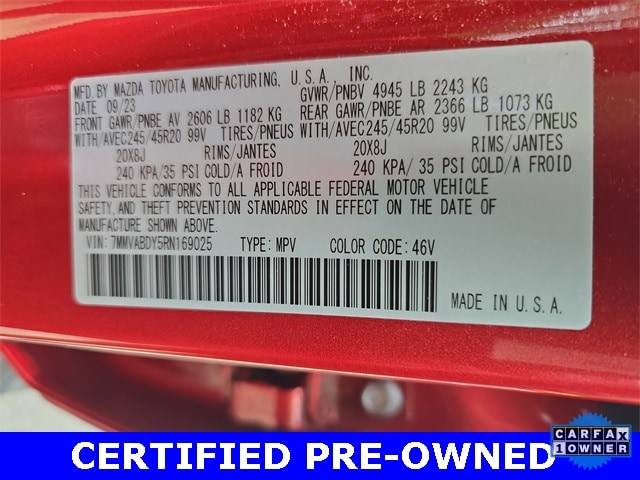 MFD. BY MAZDA TOYOTA MANUFACTURING, U.S.A., INC.
DATE 09/23 GVWR/PNBV 4945 LB 2243 KG
FRONT GAWR/PNBE AV 2606 LB 1182 KG REAR GAWR/PNBE AR 2366 LB 1073 KG
WITH/AVEC245/45R20 99V TIRES/PNEUS WITH/AVEC245/45R20 99V TIRES/PNEUS
20X8J RIMS/JANTES 20X8J RIMS/JANTES
240 KPA/35 PSI COLD/A FROID 240 KPA/ 35 PSI COLD/A FROID
THIS VEHICLE CONFORMS TO ALL APPLICABLE FEDERAL MOTOR VEHICLE
SAFETY, AND THEFT PREVENTION STANDARDS IN EFFECT ON THE DATE OF
MANUFACTURE SHOWN ABOVE.
VIN: 7MMVABDY5RN169025 TYPE: MPV COLOR CODE: 46V
MADE IN U.S.A.
CERTIFIED PRE-OWNED
CARFAX
1 OWNER